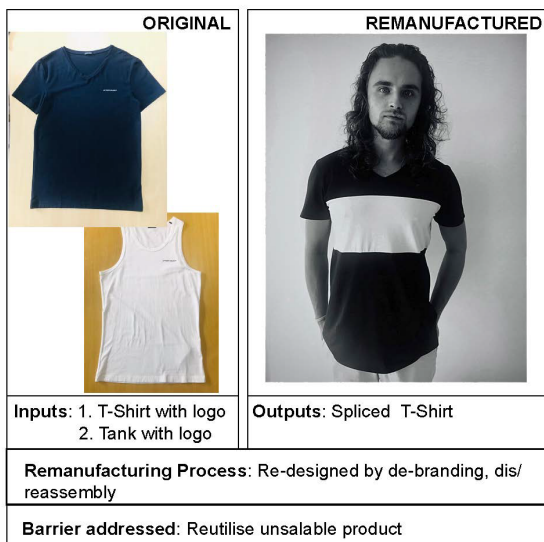 ORIGINAL
REMANUFACTURED
Inputs: 1. T-Shirt with logo
2. Tank with logo
Outputs: Spliced T-Shirt
Remanufacturing Process: Re-designed by de-branding, dis/
reassembly
Barrier addressed: Reutilise unsalable product